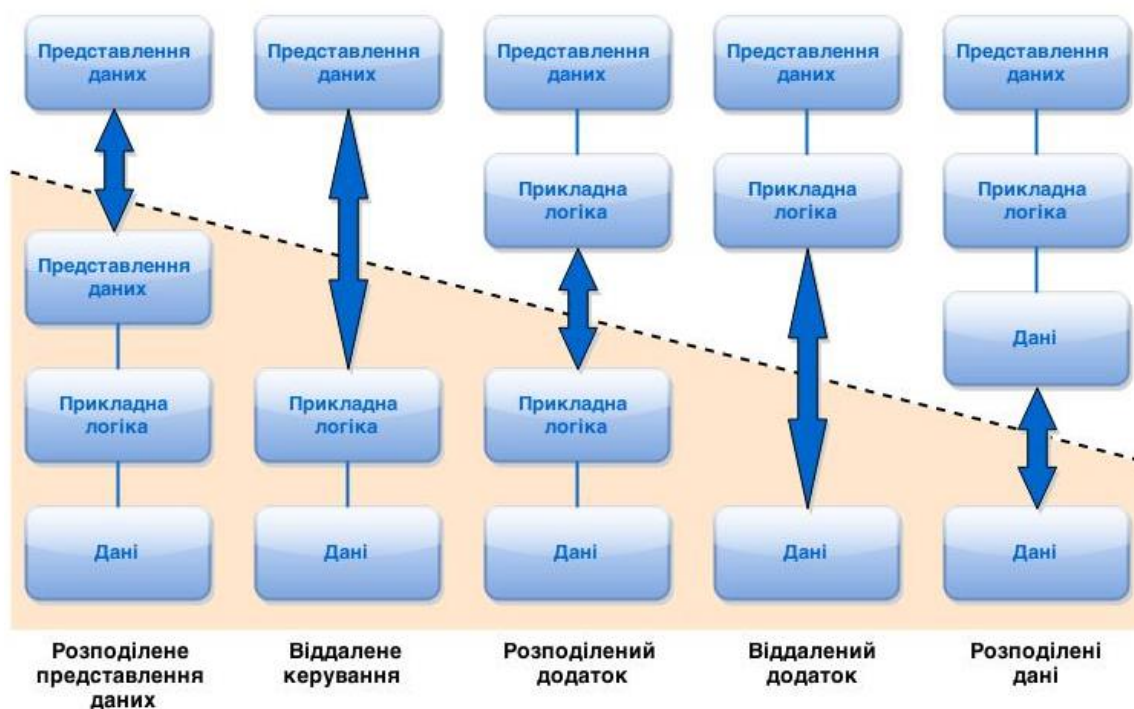 Представлення
даних
Представлення
даних
Представлення
даних
Представлення
даних
Представлення
даних
Прикладна
логіка
Прикладна
логіка
Прикладна
логіка
Представлення
даних
Дані
Прикладна
логіка
Прикладна
логіка
Прикладна
логіка
Дані
Дані
Дані
Дані
Дані
Розподілене
представлення
даних
Віддалене
керування
Розподілений
додаток
Віддалений
додаток
Розподілені
дані